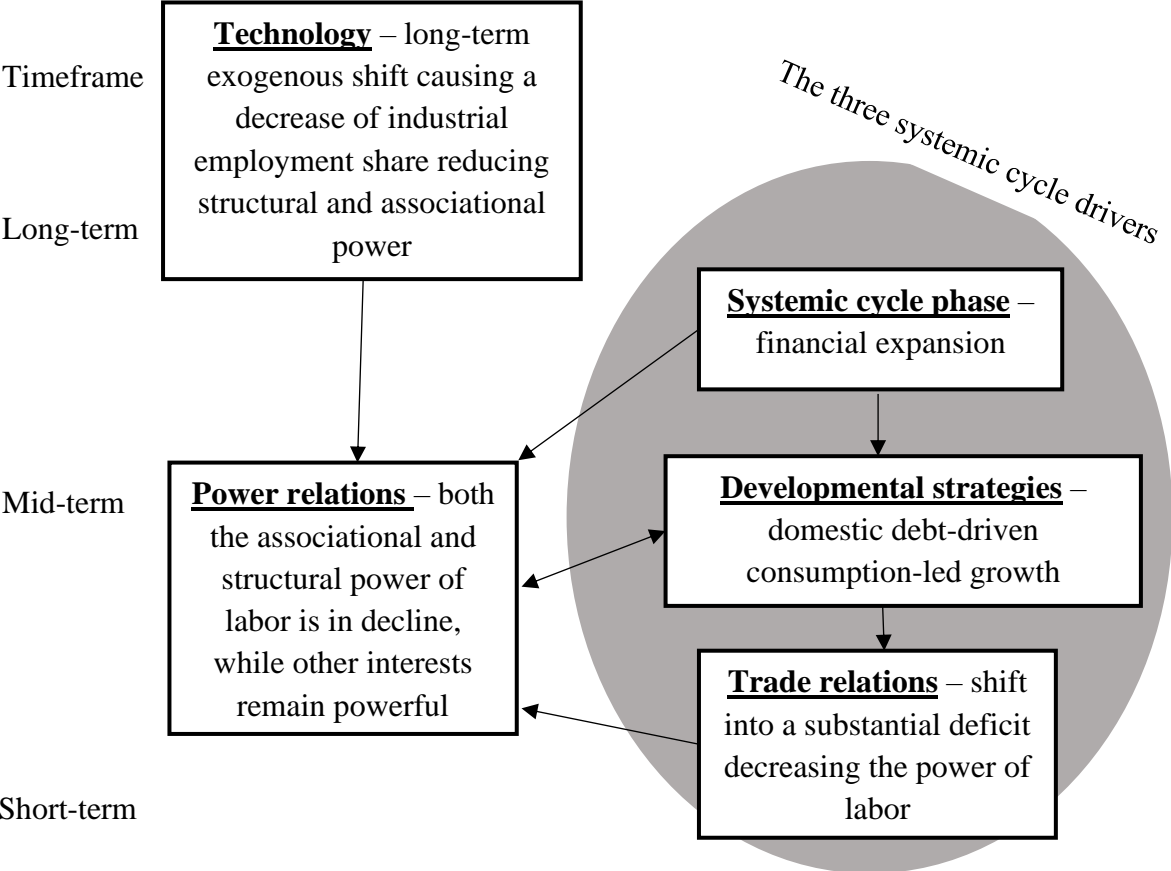 Timeframe
Long-term
Mid-term
Short-term
Technology – long-term
exogenous shift causing a
decrease of industrial
employment share reducing
structural and associational
power
The three systemic cycle drivers
Systemic cycle phase –
financial expansion
Power relations – both
the associational and
structural power of
labor is in decline,
while other interests
remain powerful
Developmental strategies –
domestic debt-driven
consumption-led growth
Trade relations – shift
into a substantial deficit
decreasing the power of
labor